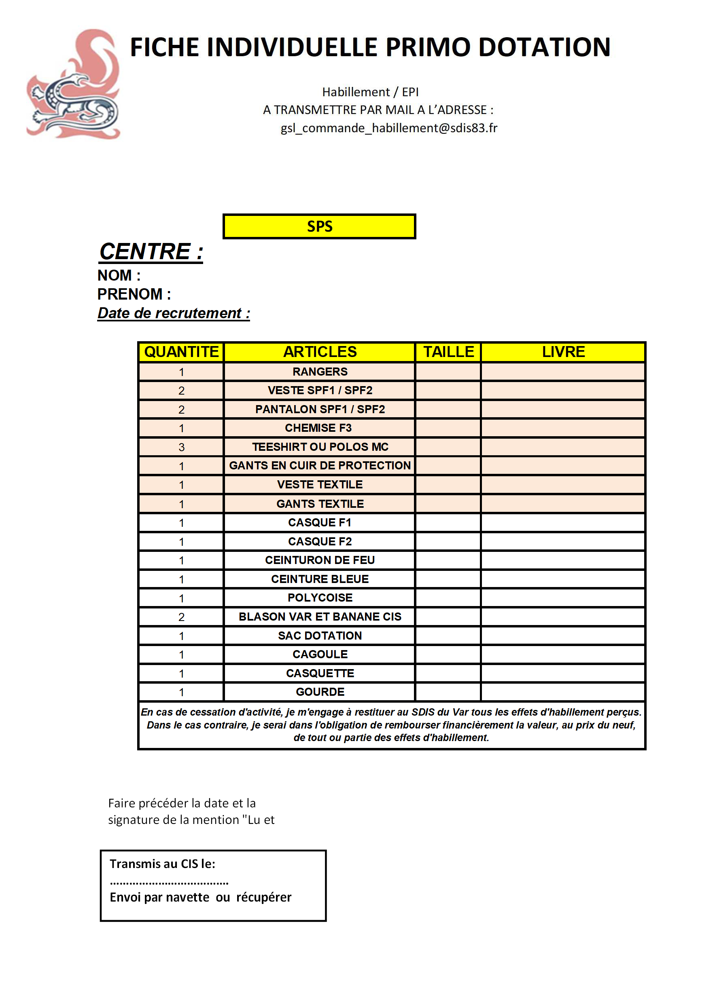 FICHE INDIVIDUELLE PRIMO DOTATION
Habillement / EPI
A TRANSMETTRE PAR MAIL A L’ADRESSE :
gsl_commande_habillement@sdis83.fr
SPS
CENTRE :
NOM :
PRENOM :
Date de recrutement :
QUANTITE ARTICLES TAILLE LIVRE
1 RANGERS
2 VESTE SPF1 / SPF2
2 PANTALON SPF1 / SPF2
1 CHEMISE F3
3 TEESHIRT OU POLOS MC
1 GANTS EN CUIR DE PROTECTION
1 VESTE TEXTILE
1 GANTS TEXTILE
1 CASQUE F1
1 CASQUE F2
1 CEINTURON DE FEU
1 CEINTURE BLEUE
1 POLYCOISE
2 BLASON VAR ET BANANE CIS
1 SAC DOTATION
1 CAGOULE
1 CASQUETTE
1 GOURDE
En cas de cessation d'activité, je m'engage à restituer au SDIS du Var tous les effets d'habillement perçus.
Dans le cas contraire, je serai dans l'obligation de rembourser financièrement la valeur, au prix du neuf,
de tout ou partie des effets d'habillement.
Faire précéder la date et la
signature de la mention "Lu et
Transmis au CIS le:
.....................................
Envoi par navette ou récupérer